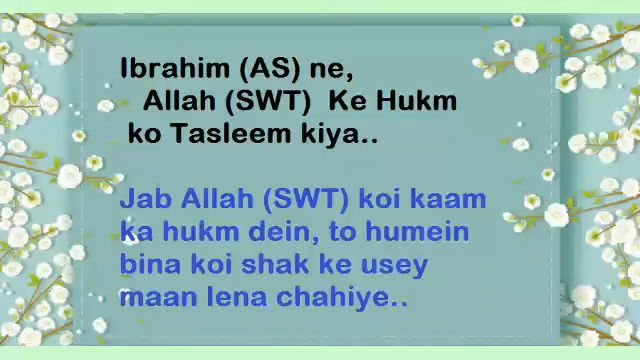 Ibrahim (AS) ne,
Allah (SWT) Ke Hukm
ko Tasleem kiya..
Jab Allah (SWT) koi kaam
ka hukm dein, to humein
bina koi shak ke usey
maan lena chahiye..